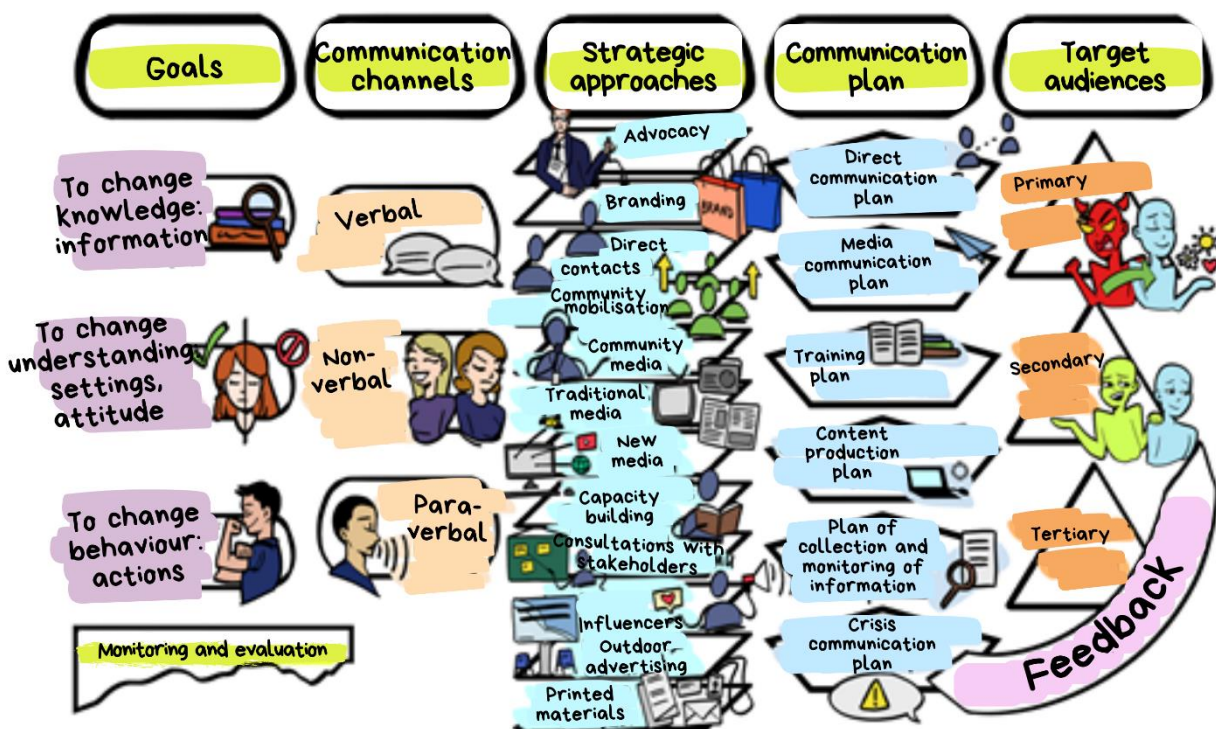 Goals
Communication
channels
Strategic
approaches
Communication
plan
Target
audiences
To change
knowledge:
information
To change
understanding,
settings,
attitude
To change
behaviour:
actions
Monitoring and evaluation
Verbal
Non-
verbal
Para-
verbal
Advocacy
Branding
BRAND
Direct
contacts
Community
mobilisation
Community
media
Traditional
media
New
media
Capacity
building
Consultations with
stakeholders
Influencers
Outdoor
advertising
Printed
materials
Direct
communication
plan
Media
communication
plan
Training
plan
Content
production
plan
Plan of
collection and
monitoring of
information
Crisis
communication
plan
Primary
Secondary
Tertiary
Feedback